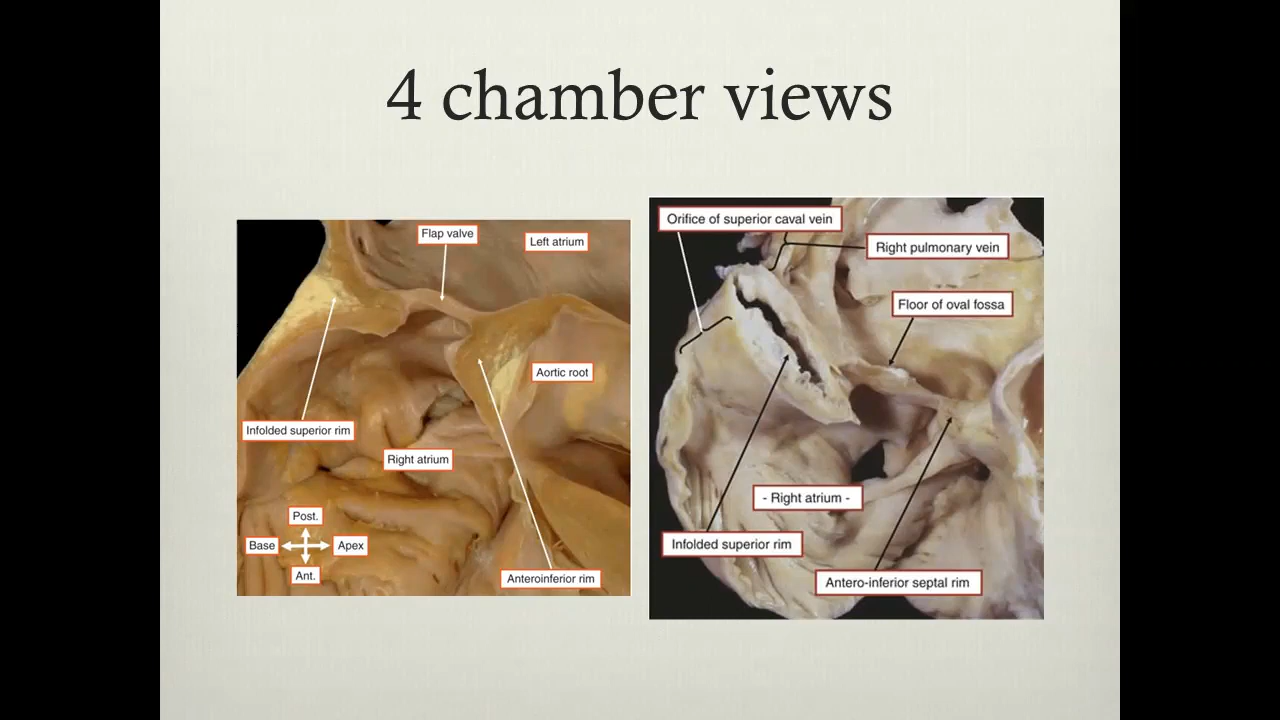 4 chamber views
Flap valve
Left atrium
Aortic root
Infolded superior rim
Right atrium
Post.
Base
Apex
Ant.
Anteroinferior rim
Orifice of superior caval vein
Right pulmonary vein
Floor of oval fossa
- Right atrium -
Infolded superior rim
Antero-inferior septal rim